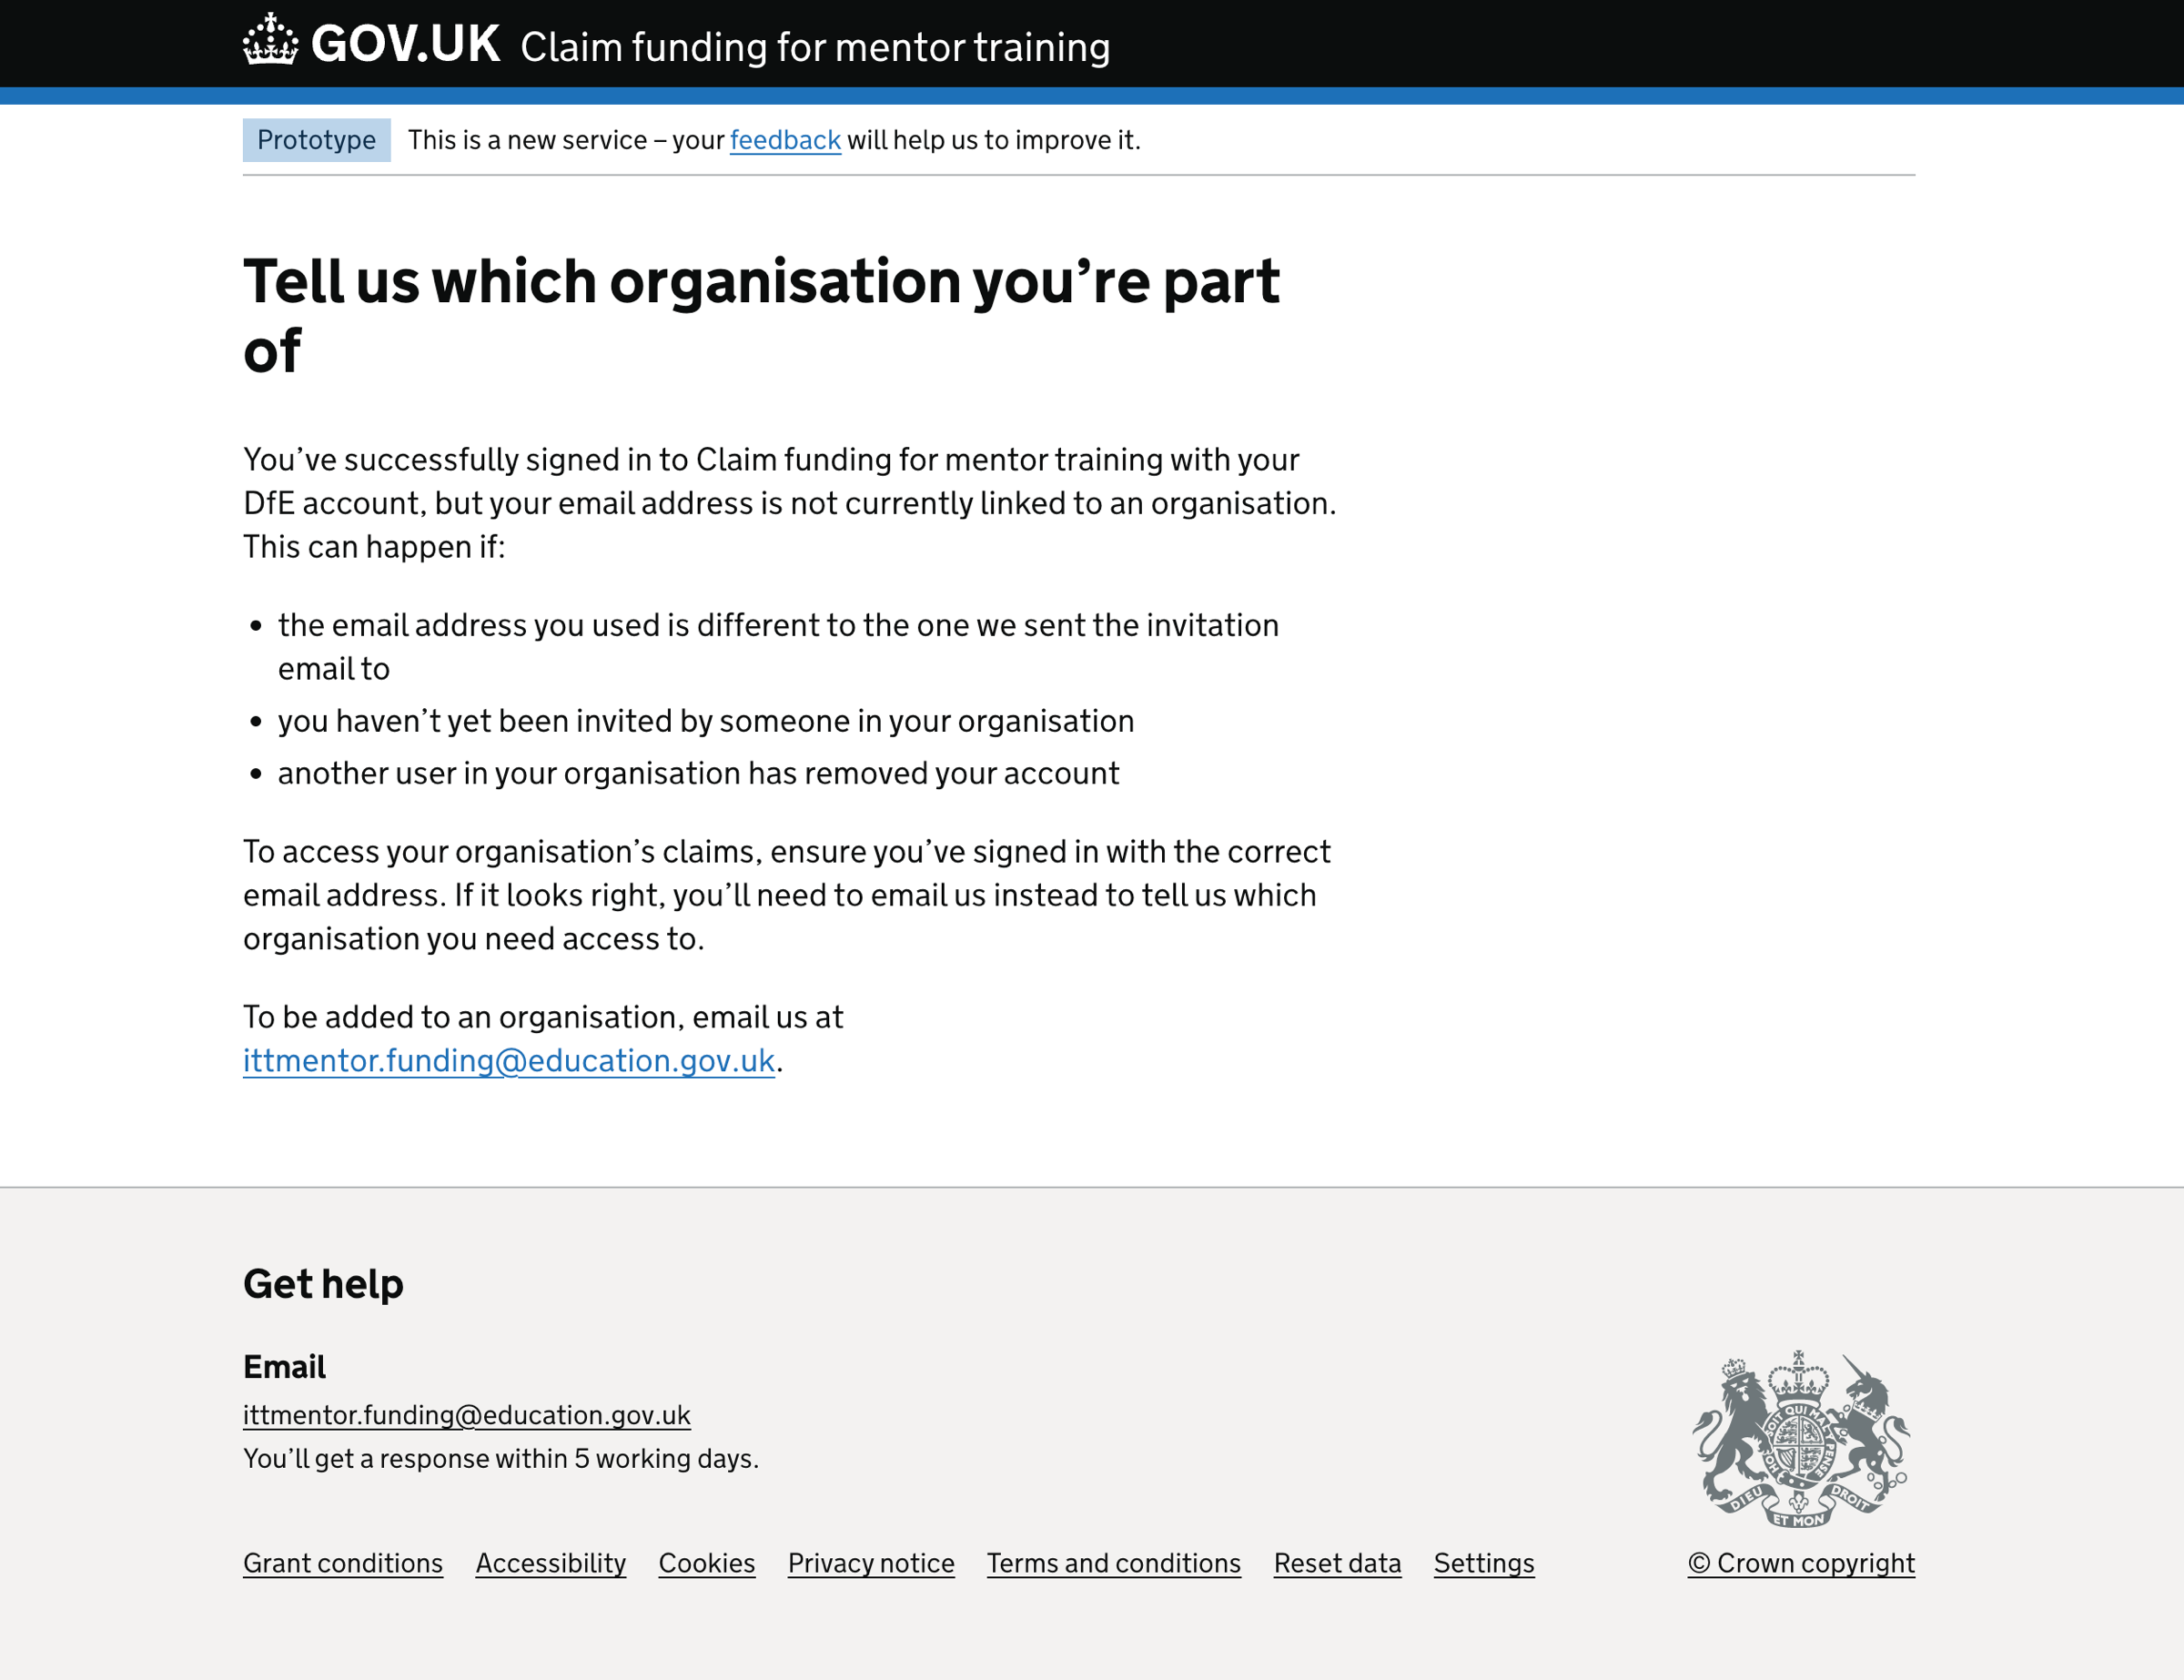 GOV.UK Claim funding for mentor training
Prototype This is a new service – your feedback will help us to improve it.
Tell us which organisation you’re part
of
You’ve successfully signed in to Claim funding for mentor training with your
DfE account, but your email address is not currently linked to an organisation.
This can happen if:
• the email address you used is different to the one we sent the invitation
email to
• you haven’t yet been invited by someone in your organisation
• another user in your organisation has removed your account
To access your organisation’s claims, ensure you’ve signed in with the correct
email address. If it looks right, you’ll need to email us instead to tell us which
organisation you need access to.
To be added to an organisation, email us at
ittmentor.funding@education.gov.uk.
Get help
Email
ittmentor.funding@education.gov.uk
You’ll get a response within 5 working days.
DIEU ET MON DROIT
Grant conditions Accessibility Cookies Privacy notice Terms and conditions Reset data Settings © Crown copyright